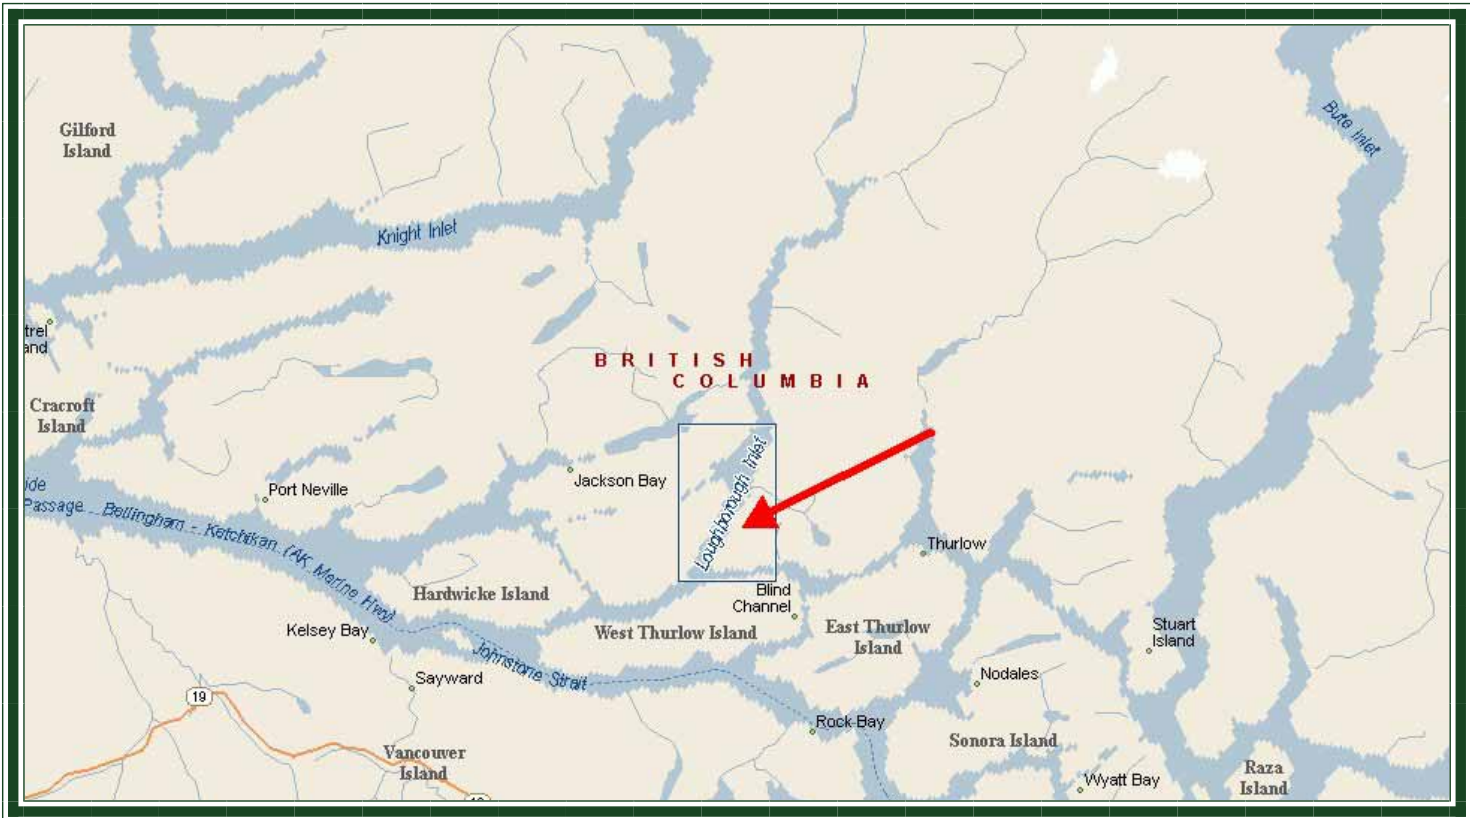 Bute Inlet
Gilford
Island
Knight Inlet
trel
and
BRITISH
COLUMBIA
Cracroft
Island
Loughborough Inlet
Jackson Bay
ide
Passage Bellingham - Ketchikan (AK Marine Hwy)
Port Neville
Thurlow
Hardwicke Island
Blind
Channel
Kelsey Bay
West Thurlow Island
East Thurlow
Island
Stuart
Island
Johnstone Strait
Sayward
Nodales
19
Rock Bay
Sonora Island
Vancouver
Island
Raza
Island
Wyatt Bay